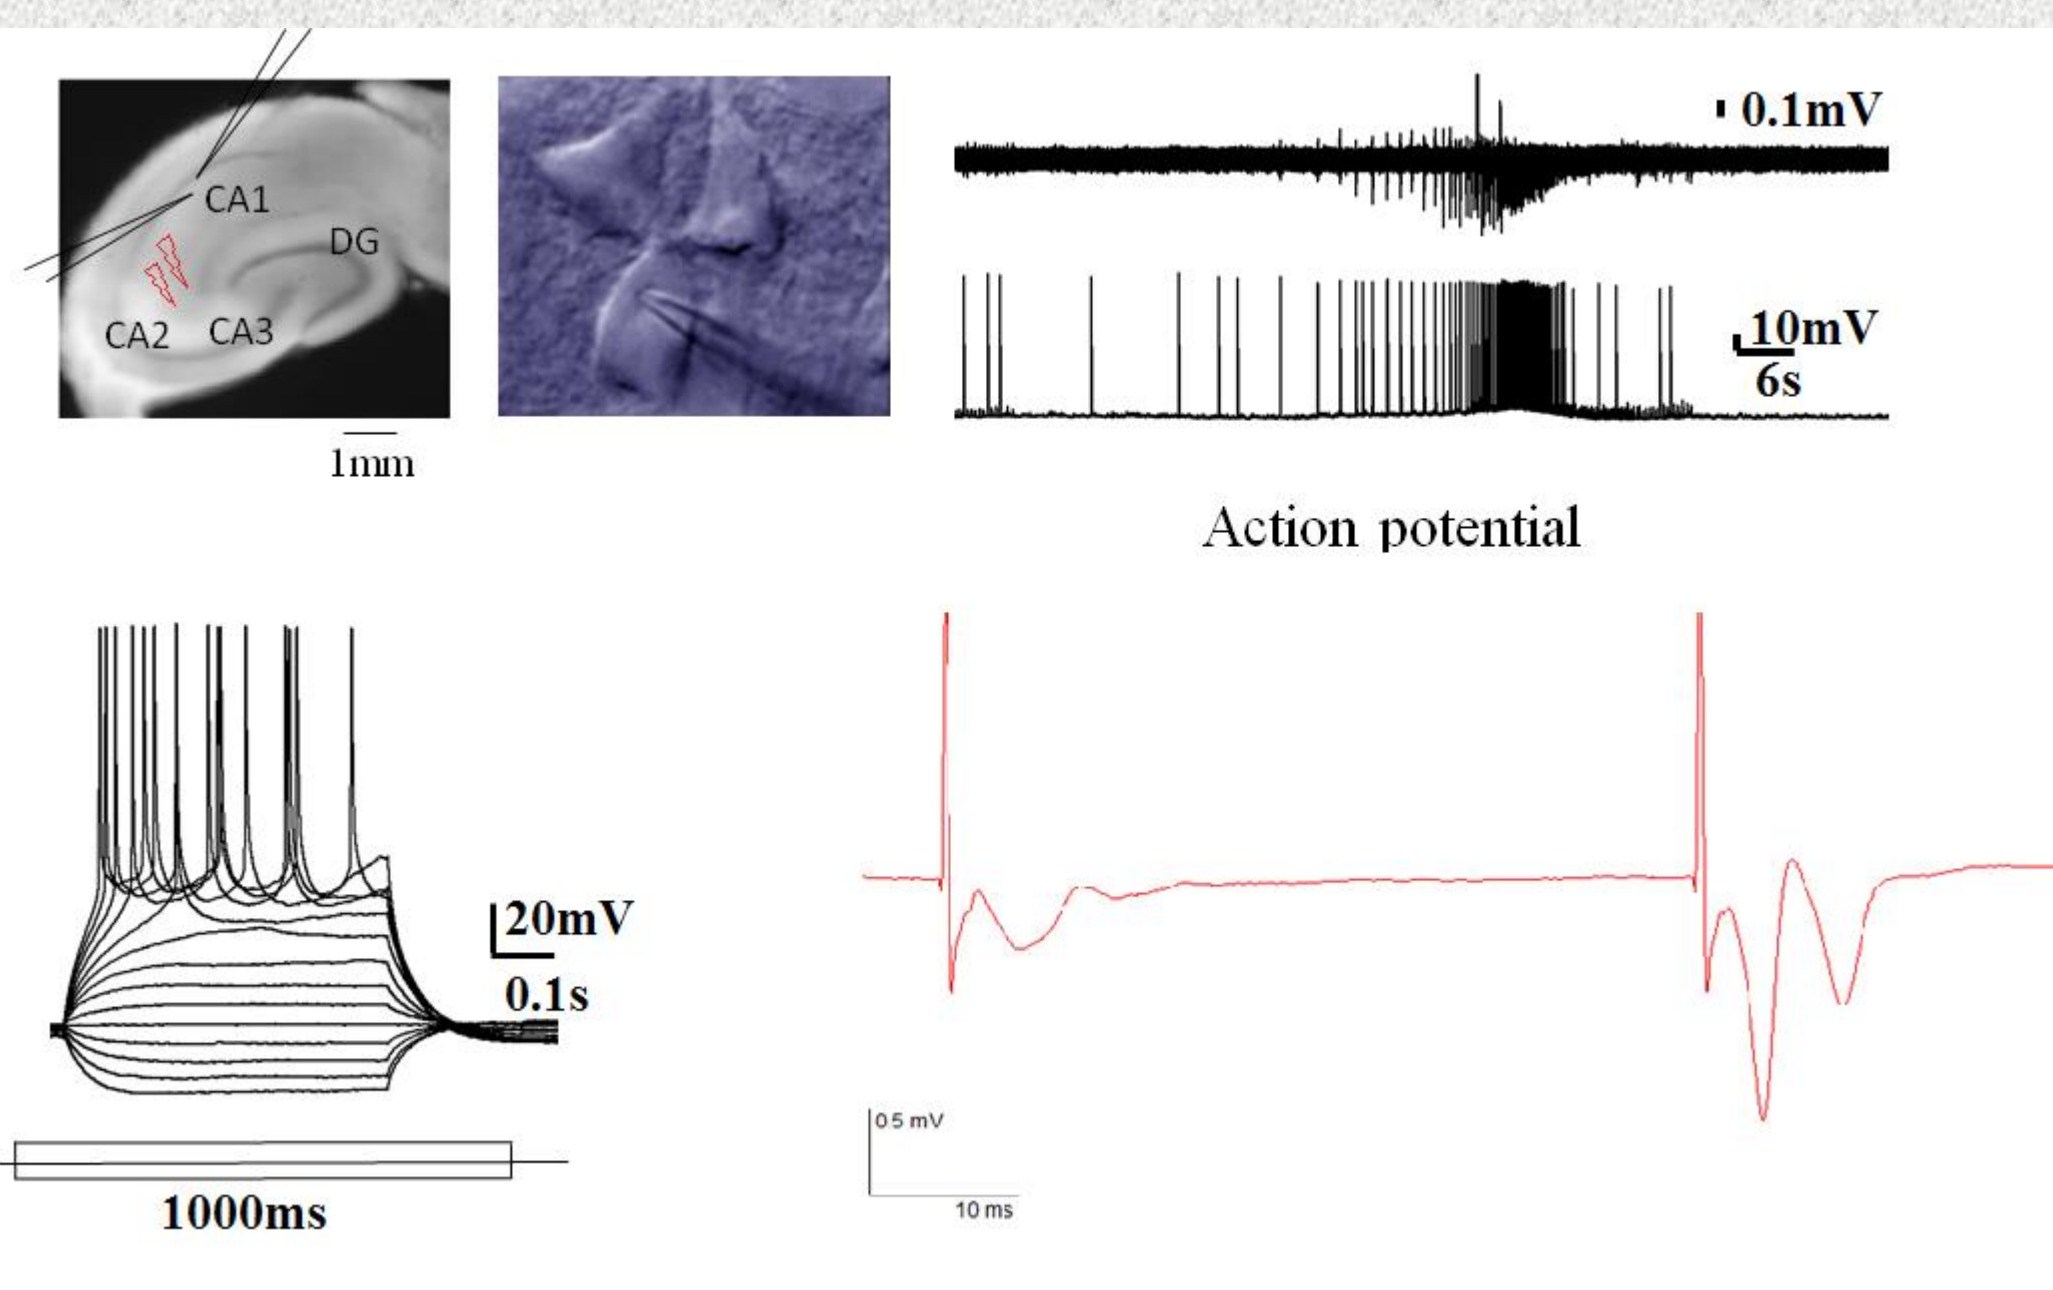 CA1
DG
CA2
CA3
1mm
0.1mV
10mV
6s
Action potential
20mV
0.1s
1000ms
0 5 mV
10 ms